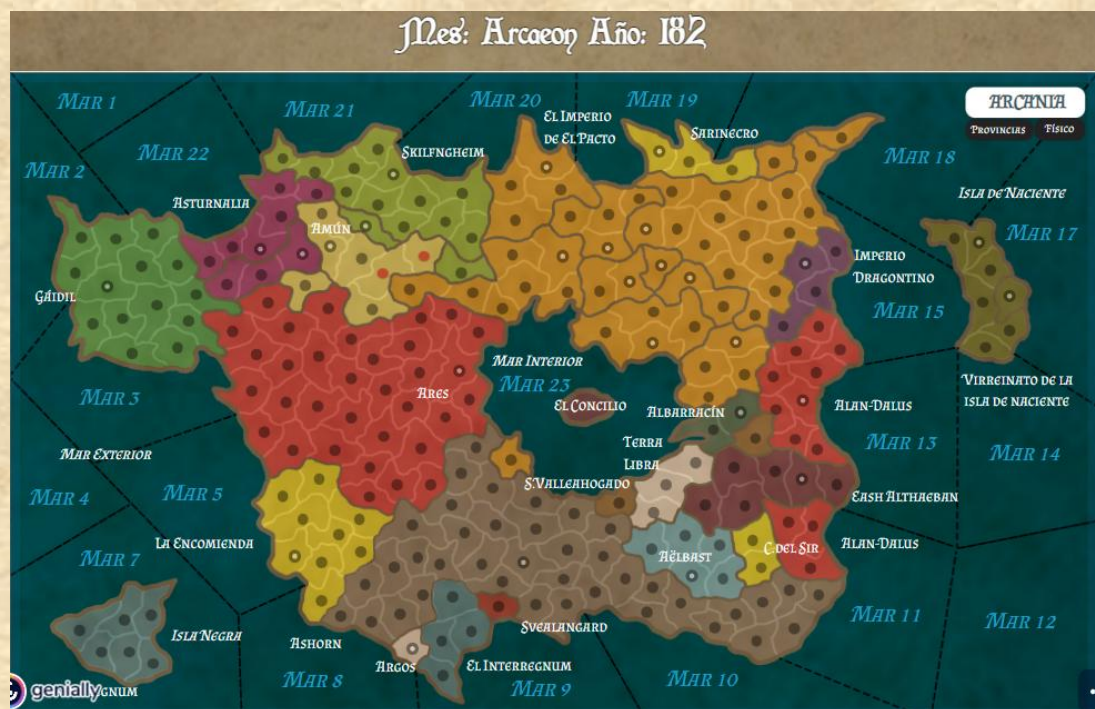 Mes: Arcaeon Año: 182
Mar 1
Mar 21
Mar 20
Mar 19
ARCANIA
Provincias
Físico
El Imperio
de El Pacto
Sarinecro
Mar 22
Skilfngheim
Mar 18
Mar 2
Isla de Naciente
Asturnalia
Amún
Mar 17
Imperio
Dragontino
Gáidil
Mar 15
Mar Interior
Mar 23
Virreinato de la
isla de naciente
Mar 3
Ares
El Concilio
Albarracín
Alan-Dalus
Terra
Libra
Mar 13
Mar 14
Mar Exterior
S.Valleahogado
Mar 4
Mar 5
Eash Althaeban
La Encomienda
Aëlbast
C.del Sir
Alan-Dalus
Mar 7
Mar 11
Mar 12
Isla Negra
Ashorn
Svealangard
Argos
El Interregnum
Mar 8
Mar 9
Mar 10
genially
gnum